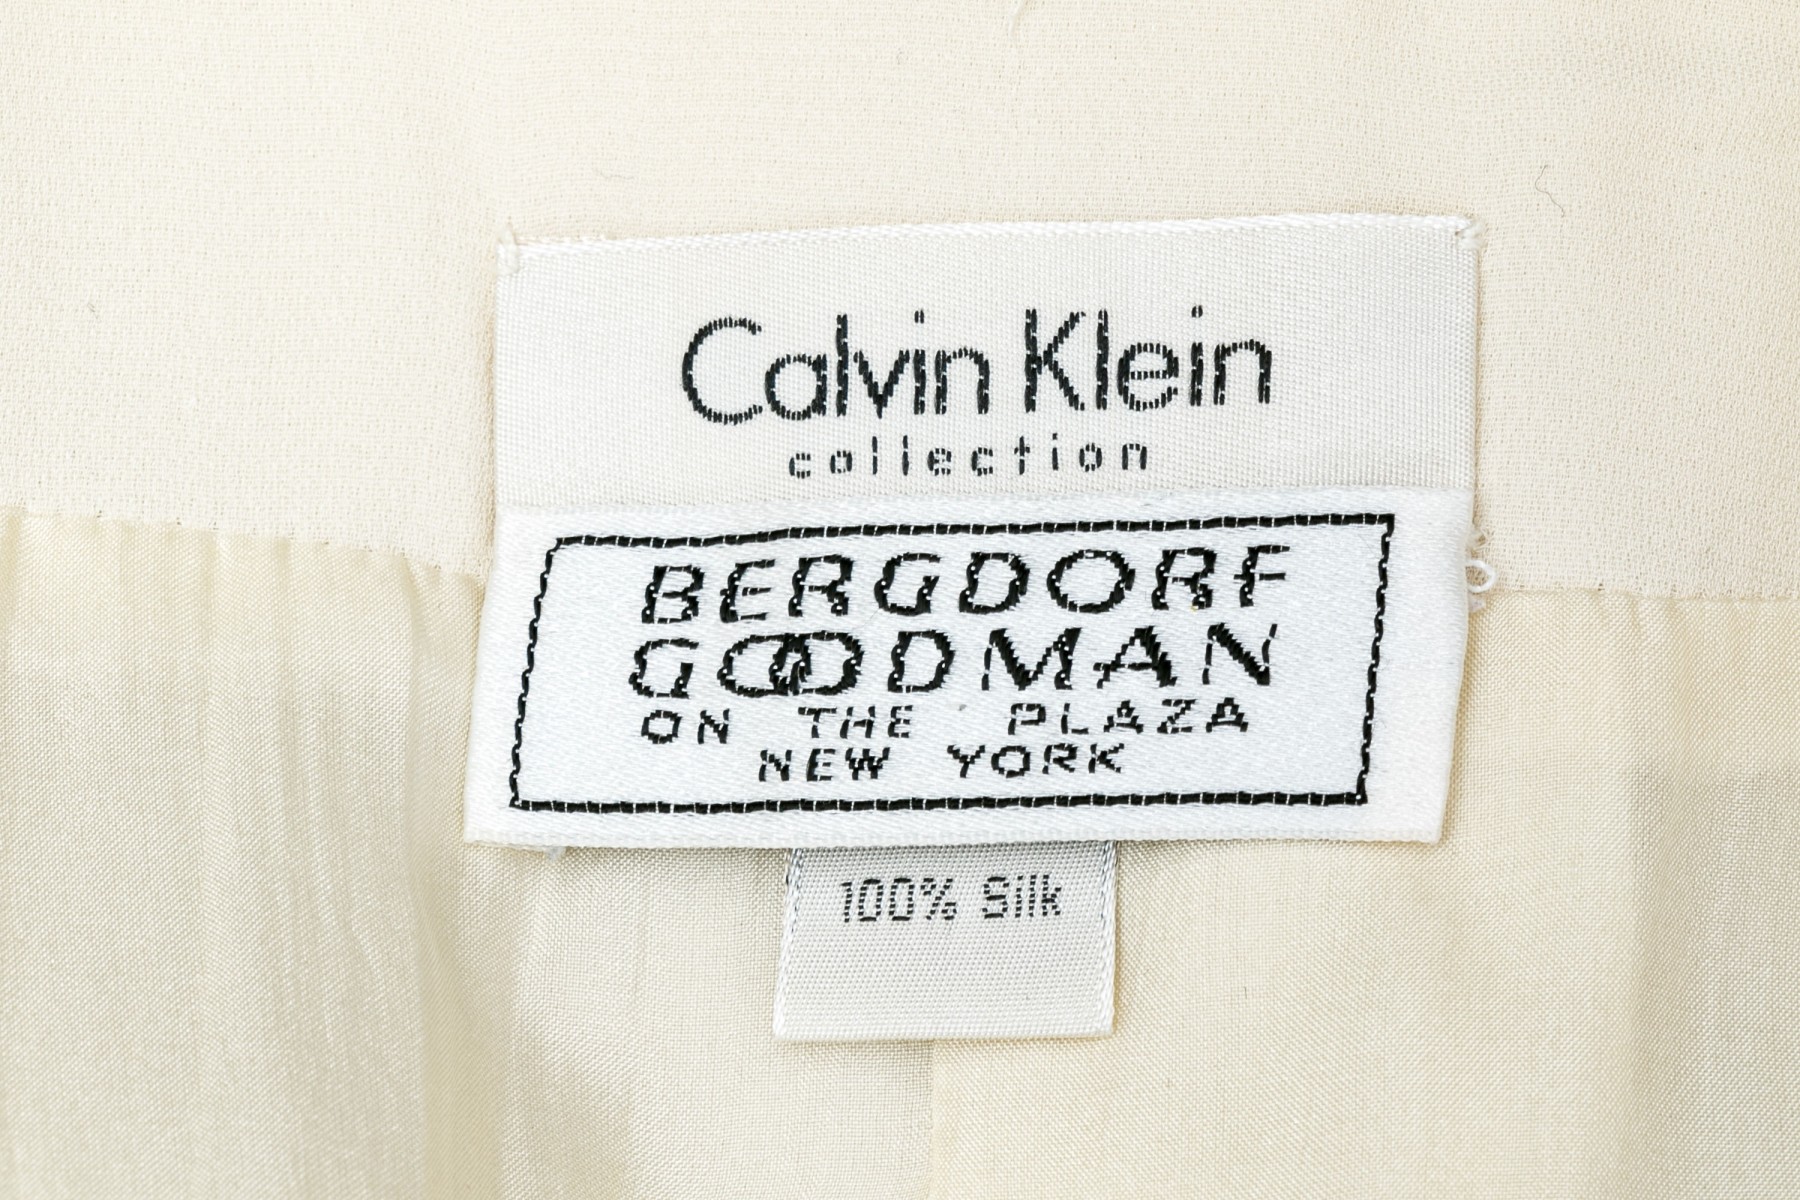 Calvin Klein
collection
BERGDORF
GOODMAN
ON THE PLAZA
NEW YORK
100% Silk